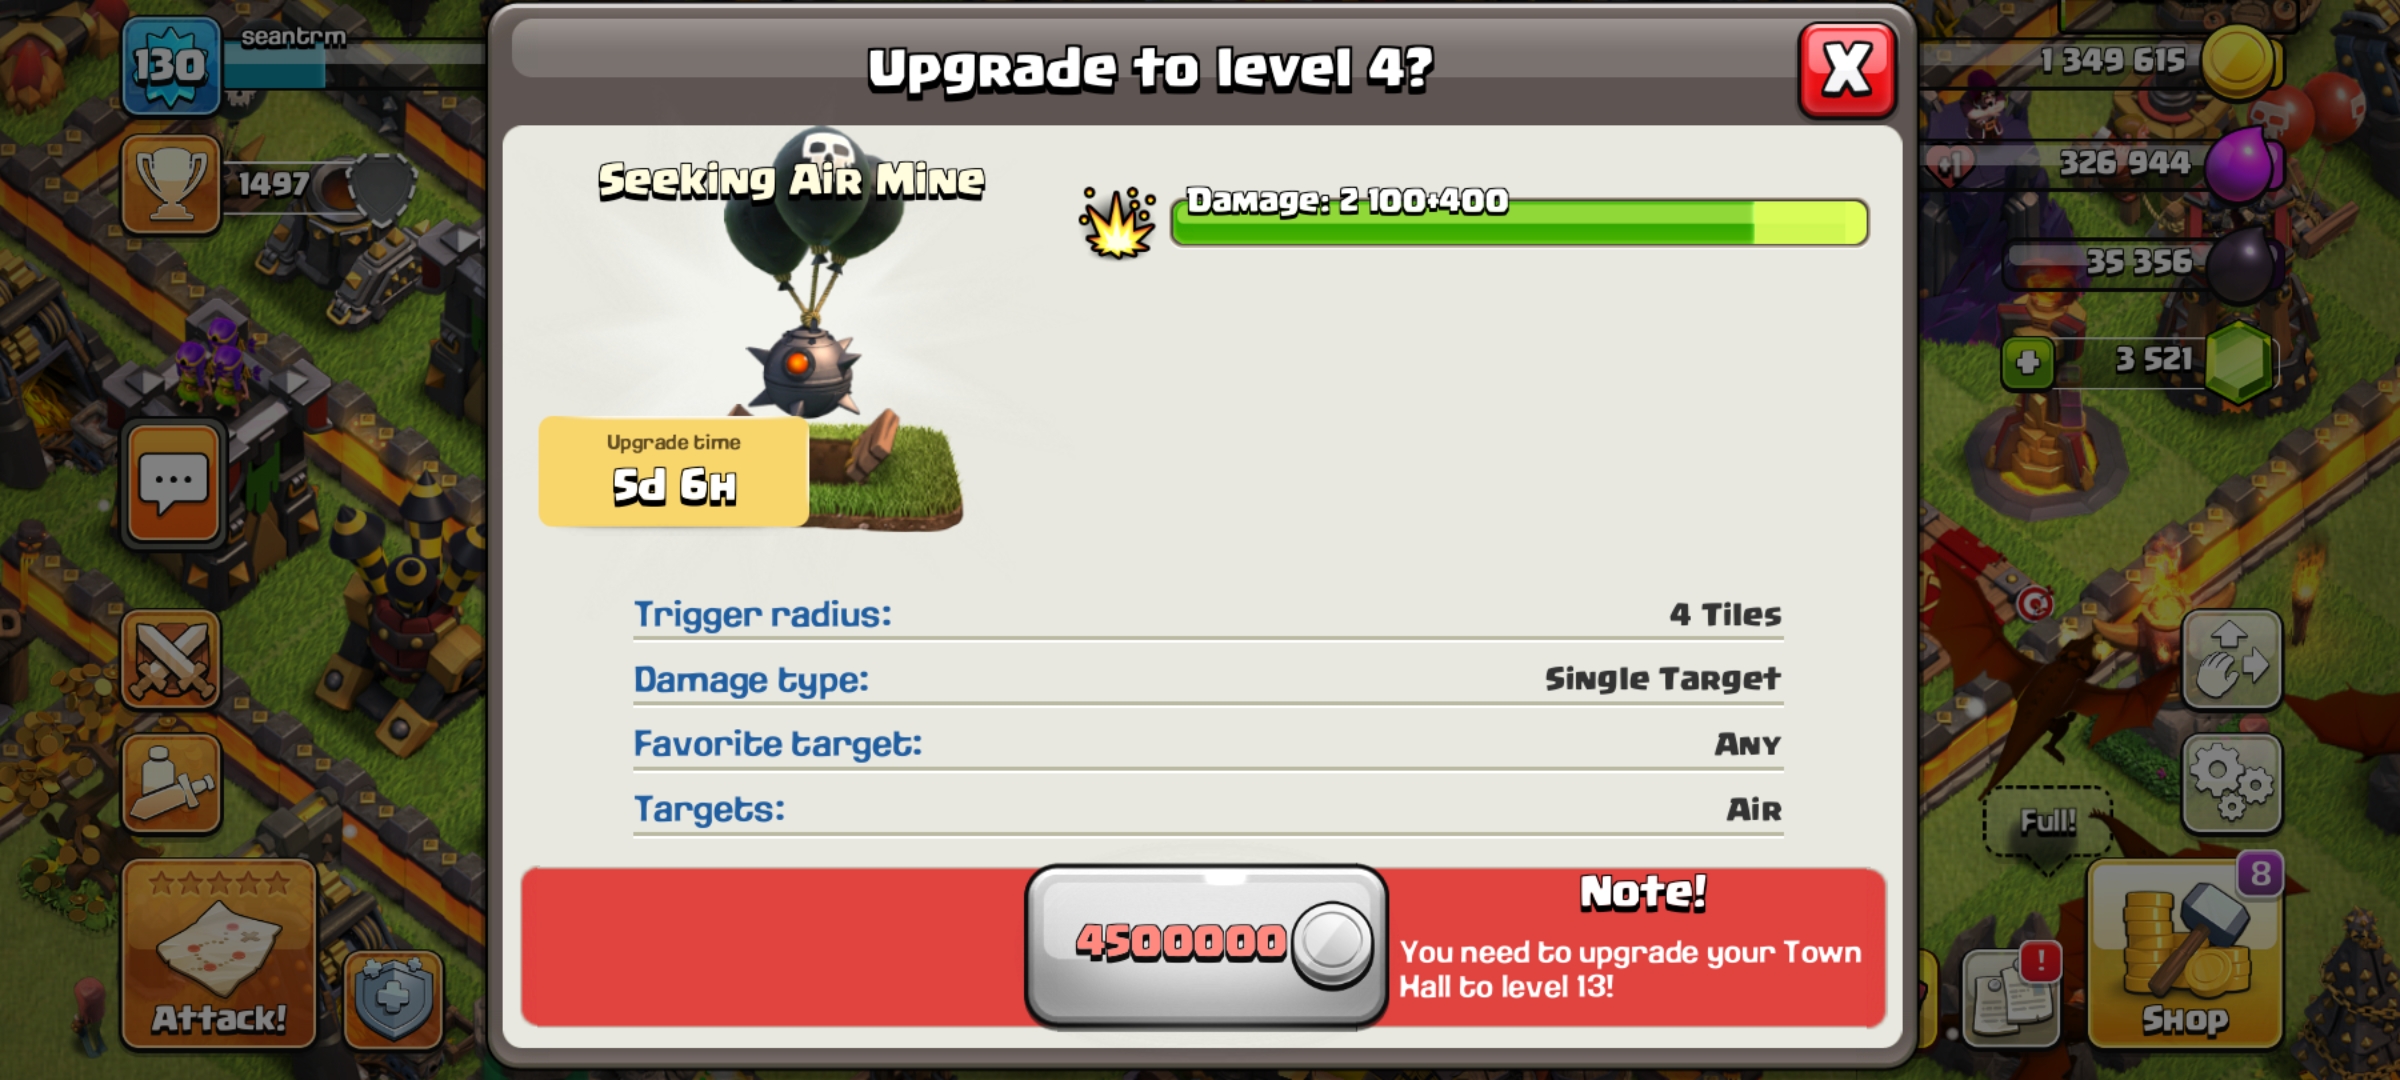 130
seantrm
1497
Upgrade to level 4?
X
1 349 615
+1
326 944
35 356
3 521
Seeking Air Mine
Damage: 2 100+400
Upgrade time
5d 6H
Trigger radius: 4 Tiles
Damage type: Single Target
Favorite target: Any
Targets: Air
Full!
8
4500000
Note!
You need to upgrade your Town
Hall to level 13!
Attack!
!
Shop